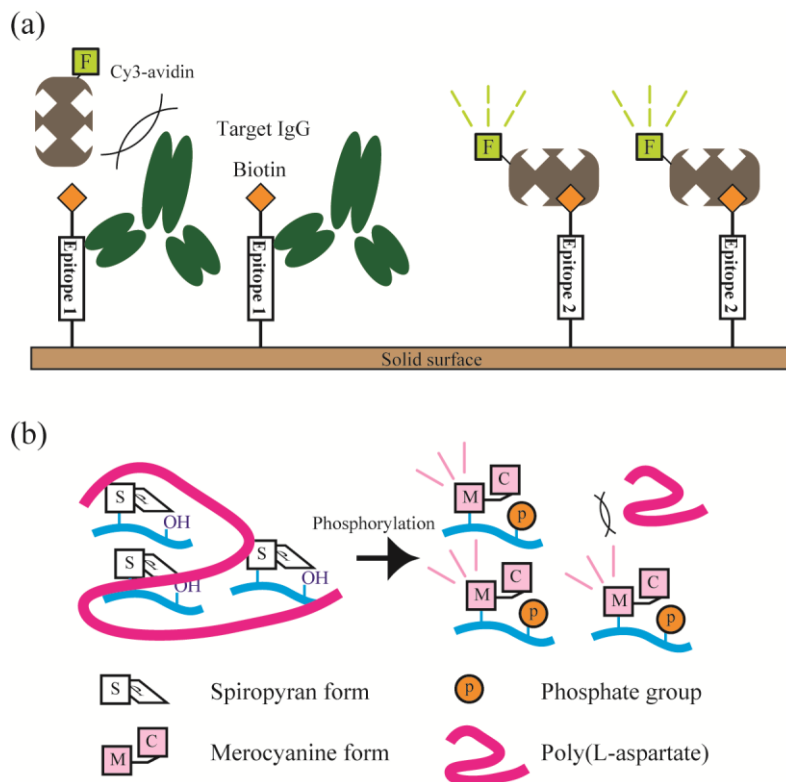 (a)
F
Cy3-avidin
Target IgG
Biotin
F
F
Epitope 1
Epitope 1
Epitope 2
Epitope 2
Solid surface
(b)
S
OH
S
OH
S
OH
Phosphorylation
M
C
p
M
C
p
M
C
p
S
Spiropyran form
p
Phosphate group
M
C
Merocyanine form
Poly(L-aspartate)